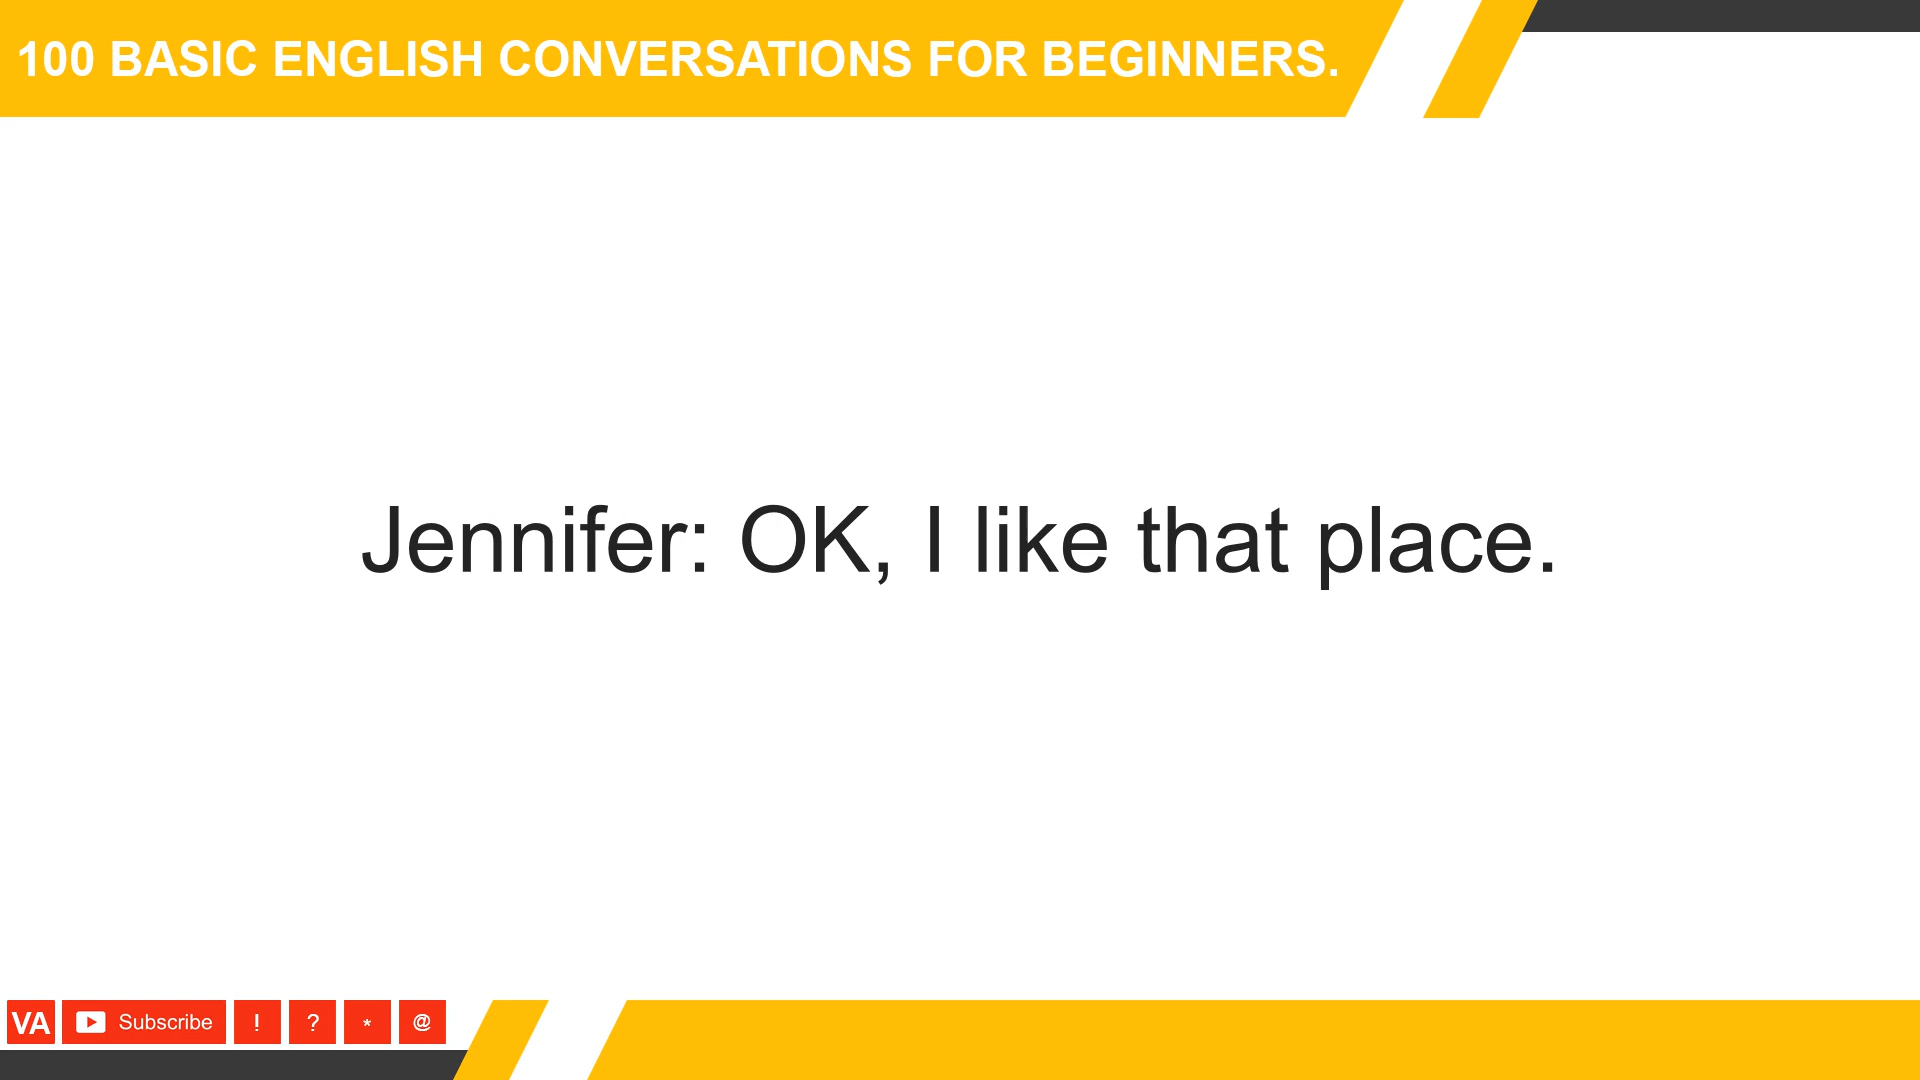 100 BASIC ENGLISH CONVERSATIONS FOR BEGINNERS.
Jennifer: OK, I like that place.
VA Subscribe ! ? * @